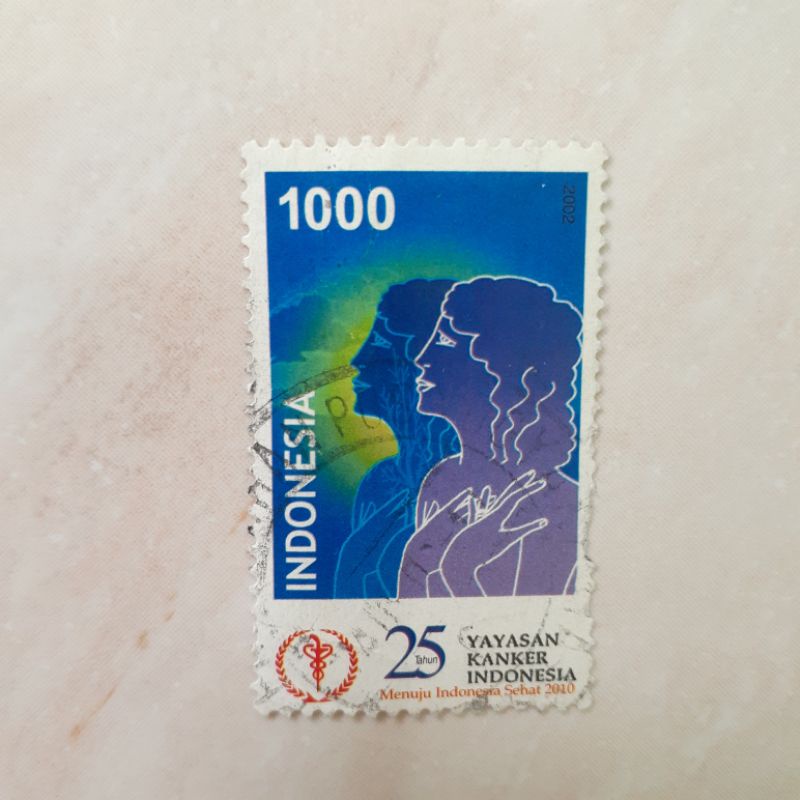 1000
2002
INDONESIA
25
Tahun
YAYASAN
KANKER
INDONESIA
Menuju Indonesia Sehat 2010